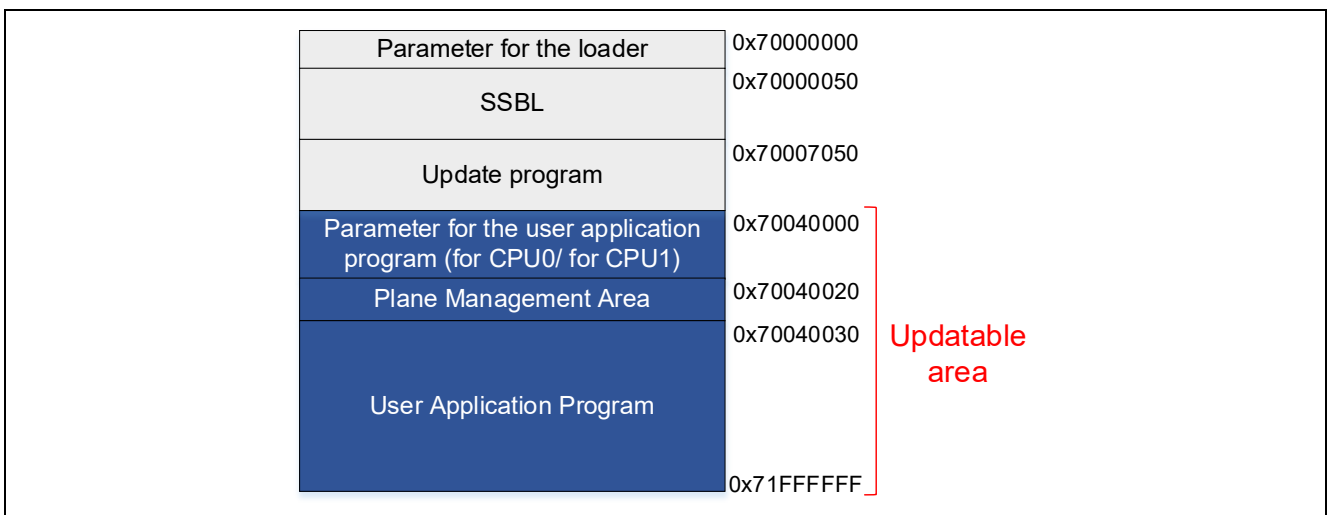 Parameter for the loader
0x70000000
SSBL
0x70000050
Update program
0x70007050
Parameter for the user application
program (for CPU0/ for CPU1)
0x70040000
Plane Management Area
0x70040020
User Application Program
0x70040030
0x71FFFFFF
Updatable
area